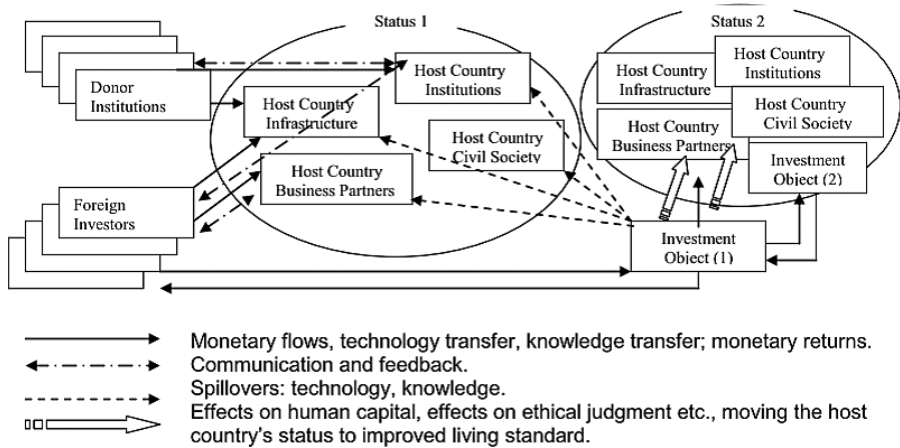 Status 1
Status 2
Donor
Institutions
Host Country
Institutions
Host Country
Infrastructure
Host Country
Civil Society
Host Country
Business Partners
Foreign
Investors
Host Country
Institutions
Host Country
Infrastructure
Host Country
Civil Society
Host Country
Business Partners
Investment
Object (2)
Investment
Object (1)
Monetary flows, technology transfer, knowledge transfer; monetary returns.
Communication and feedback.
Spillovers: technology, knowledge.
Effects on human capital, effects on ethical judgment etc., moving the host
country's status to improved living standard.